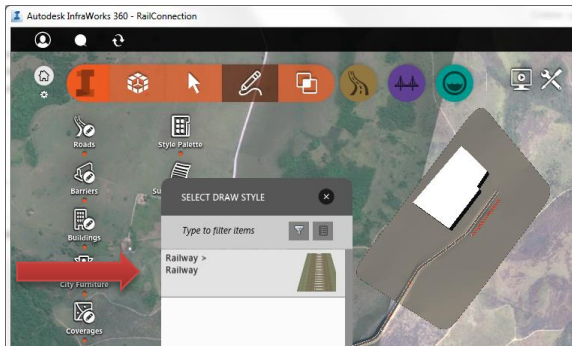 Autodesk InfraWorks 360 - RailConnection
Roads
Style Palette
Barriers
Su
SELECT DRAW STYLE
Buildings
Type to filter items
Railway >
Railway
City Furniture
Coverages